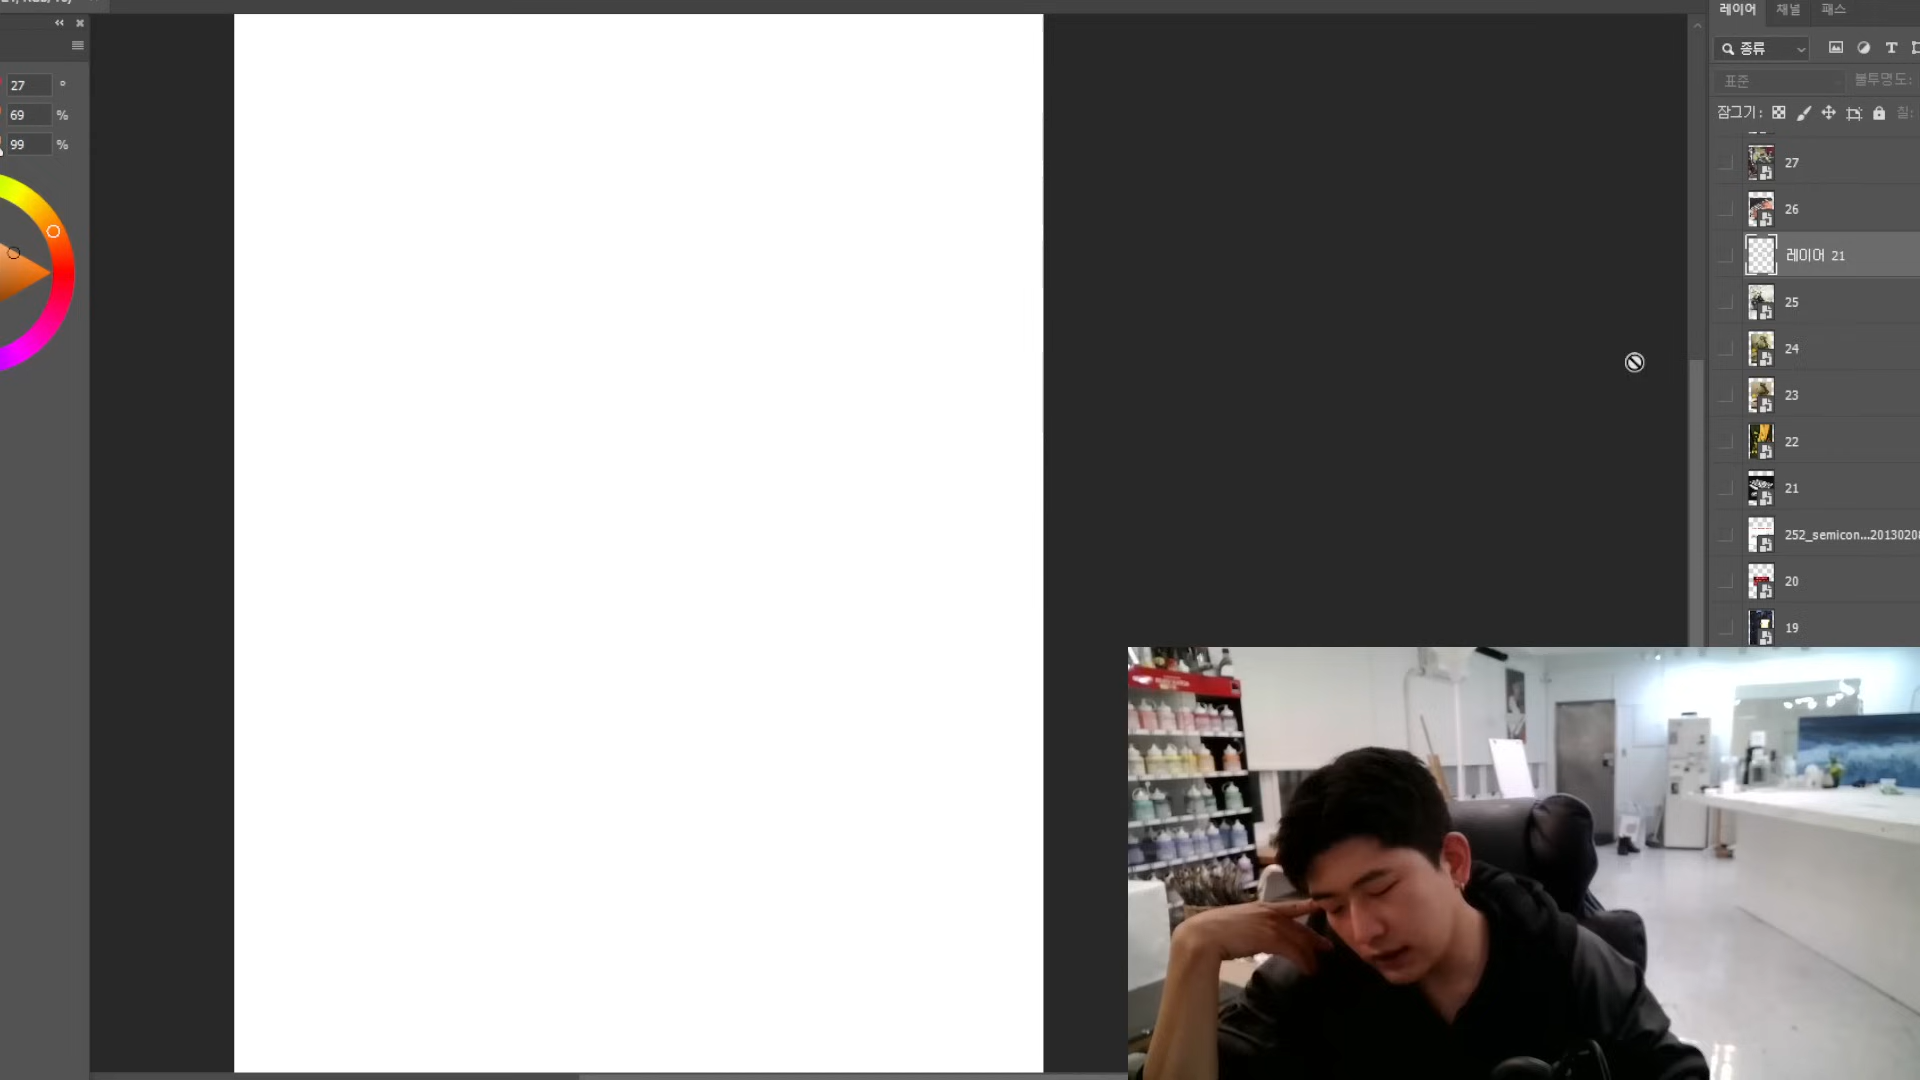 레이어 채널 패스
종류
표준 불투명도:
잠그기: 칠:
27 °
69 %
99 %
27
26
레이어 21
25
24
23
22
21
252_semicon...2013020
20
19